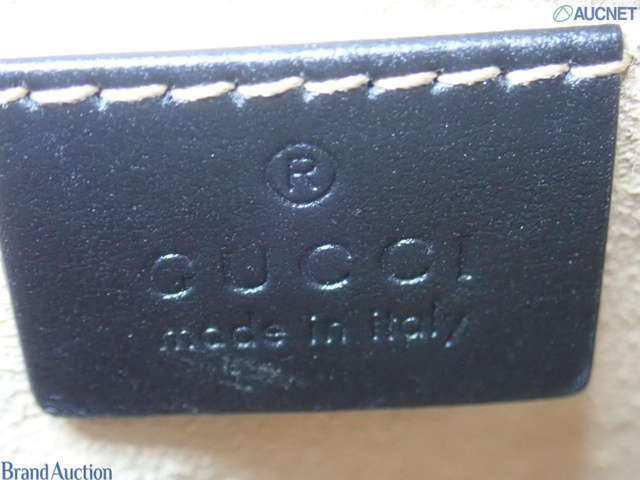 AUCNET
®
GUCCI
made in italy
Brand Auction